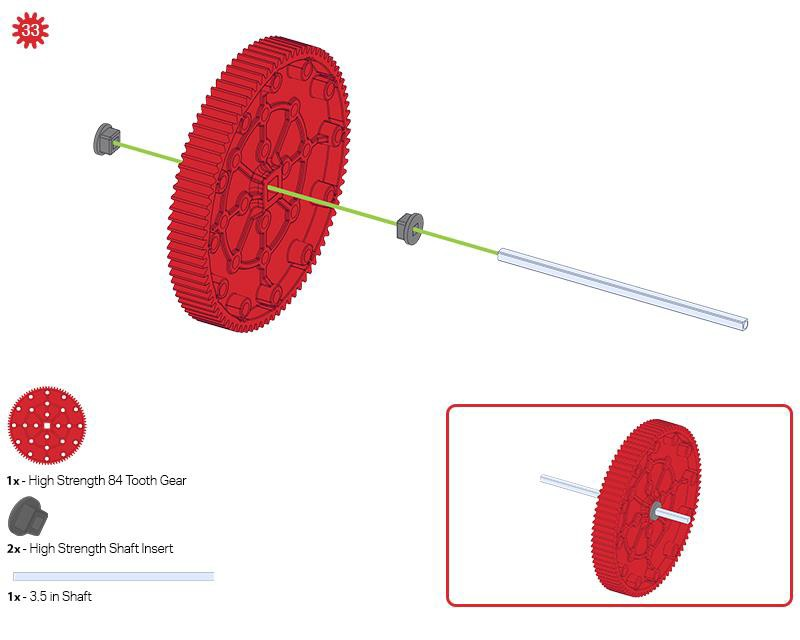 33
1x - High Strength 84 Tooth Gear
2x - High Strength Shaft Insert
1x - 3.5 in Shaft